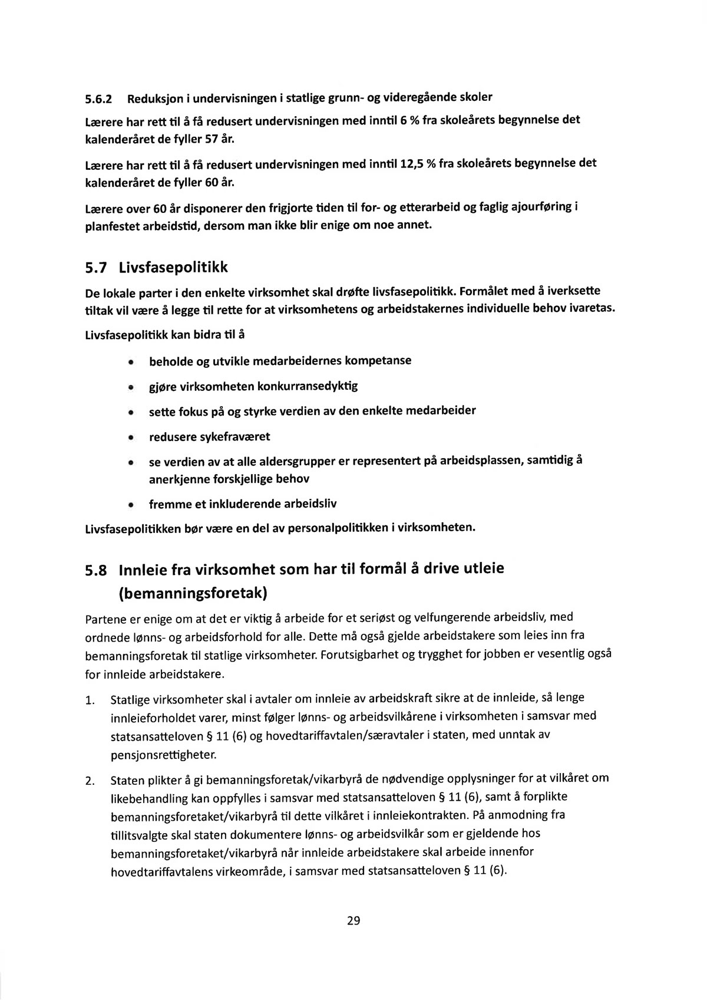 5.6.2 Reduksjon i undervisningen i statlige grunn- og videregående skoler
Lærere har rett til å få redusert undervisningen med inntil 6 % fra skoleårets begynnelse det
kalenderåret de fyller 57 år.
Lærere har rett til å få redusert undervisningen med inntil 12,5 % fra skoleårets begynnelse det
kalenderåret de fyller 60 år.
Lærere over 60 år disponerer den frigjorte tiden til for- og etterarbeid og faglig ajourføring i
planfestet arbeidstid, dersom man ikke blir enige om noe annet.
5.7 Livsfasepolitikk
De lokale parter i den enkelte virksomhet skal drøfte livsfasepolitikk. Formålet med å iverksette
tiltak vil være å legge til rette for at virksomhetens og arbeidstakernes individuelle behov ivaretas.
Livsfasepolitikk kan bidra til å
• beholde og utvikle medarbeidernes kompetanse
• gjøre virksomheten konkurransedyktig
• sette fokus på og styrke verdien av den enkelte medarbeider
• redusere sykefraværet
• se verdien av at alle aldersgrupper er representert på arbeidsplassen, samtidig å
anerkjenne forskjellige behov
• fremme et inkluderende arbeidsliv
Livsfasepolitikken bør være en del av personalpolitikken i virksomheten.
5.8 Innleie fra virksomhet som har til formål å drive utleie
(bemanningsforetak)
Partene er enige om at det er viktig å arbeide for et seriøst og velfungerende arbeidsliv, med
ordnede lønns- og arbeidsforhold for alle. Dette må også gjelde arbeidstakere som leies inn fra
bemanningsforetak til statlige virksomheter. Forutsigbarhet og trygghet for jobben er vesentlig også
for innleide arbeidstakere.
1. Statlige virksomheter skal i avtaler om innleie av arbeidskraft sikre at de innleide, så lenge
innleieforholdet varer, minst følger lønns- og arbeidsvilkårene i virksomheten i samsvar med
statsansatteloven § 11 (6) og hovedtariffavtalen/særavtaler i staten, med unntak av
pensjonsrettigheter.
2. Staten plikter å gi bemanningsforetak/vikarbyrå de nødvendige opplysninger for at vilkåret om
likebehandling kan oppfylles i samsvar med statsansatteloven § 11 (6), samt å forplikte
bemanningsforetaket/vikarbyrå til dette vilkåret i innleiekontrakten. På anmodning fra
tillitsvalgte skal staten dokumentere lønns- og arbeidsvilkår som er gjeldende hos
bemanningsforetaket/vikarbyrå når innleide arbeidstakere skal arbeide innenfor
hovedtariffavtalens virkeområde, i samsvar med statsansatteloven § 11 (6).
29